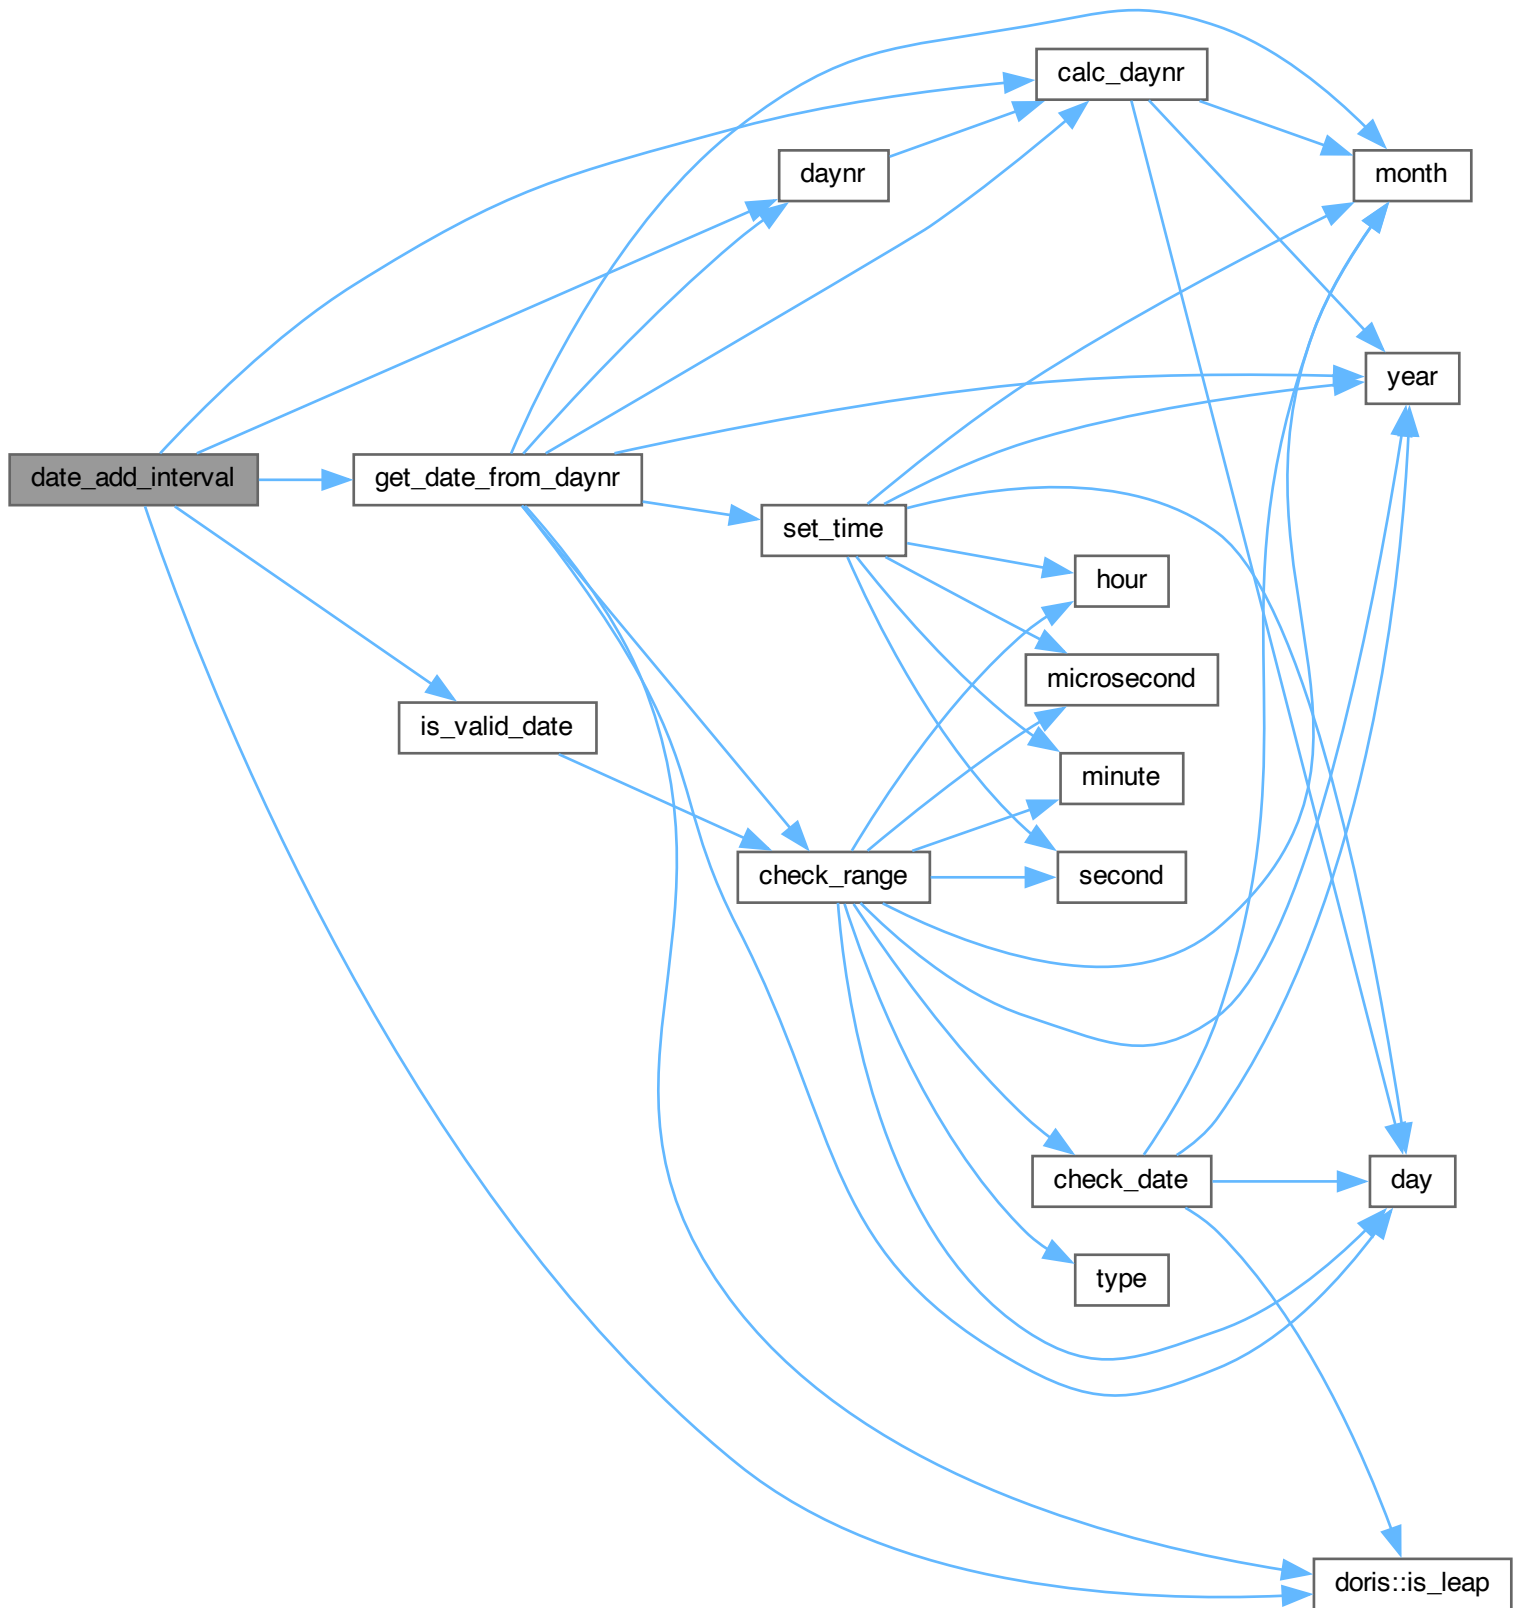 calc_daynr
daynr
month
year
date_add_interval
get_date_from_daynr
set_time
hour
microsecond
is_valid_date
minute
check_range
second
check_date
day
type
doris::is_leap